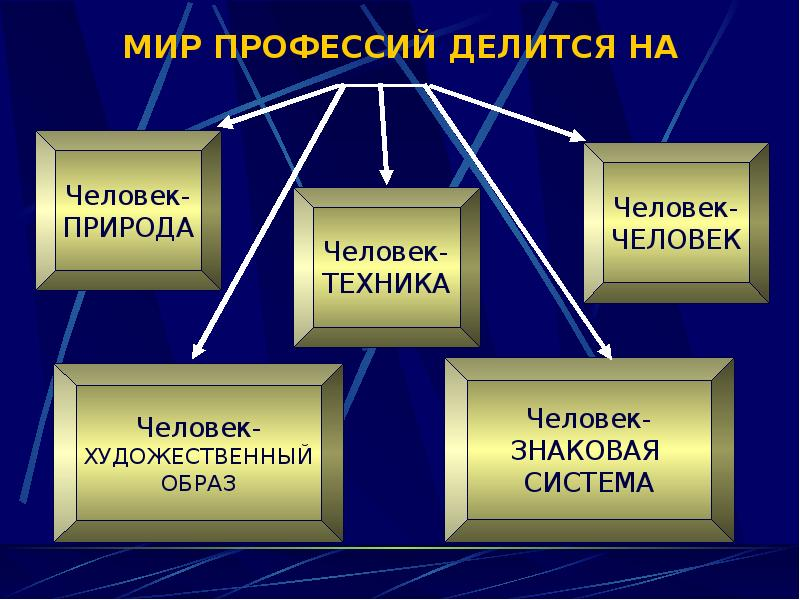 МИР ПРОФЕССИЙ ДЕЛИТСЯ НА
Человек-
ПРИРОДА
Человек-
ТЕХНИКА
Человек-
ЧЕЛОВЕК
Человек-
ХУДОЖЕСТВЕННЫЙ
ОБРАЗ
Человек-
ЗНАКОВАЯ
СИСТЕМА